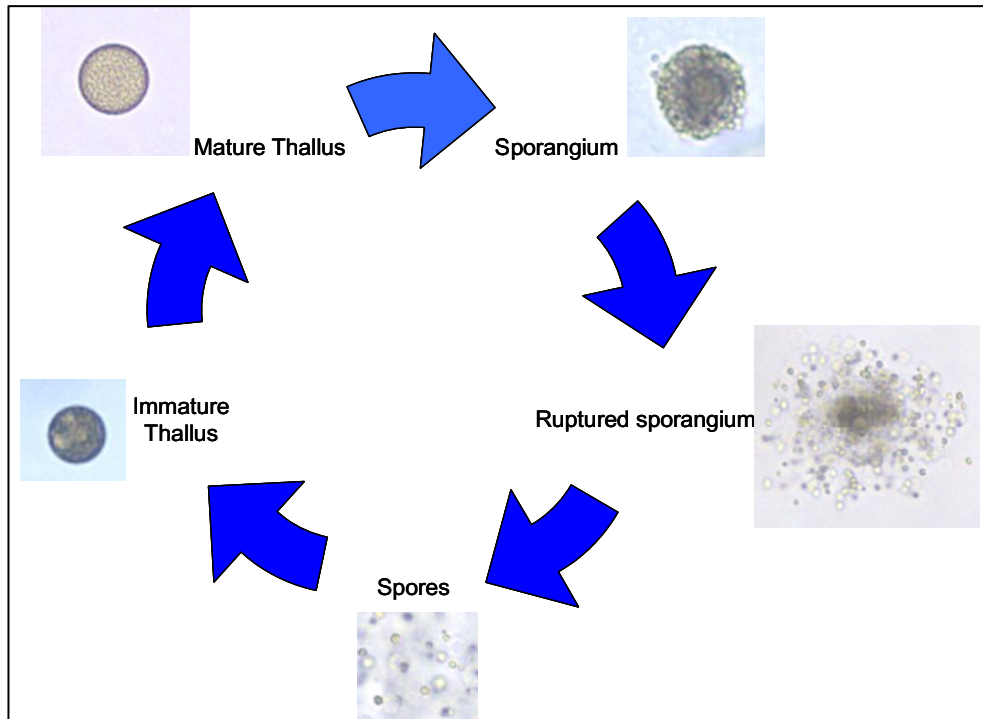 Mature Thallus
Sporangium
Ruptured sporangium
Spores
Immature
Thallus